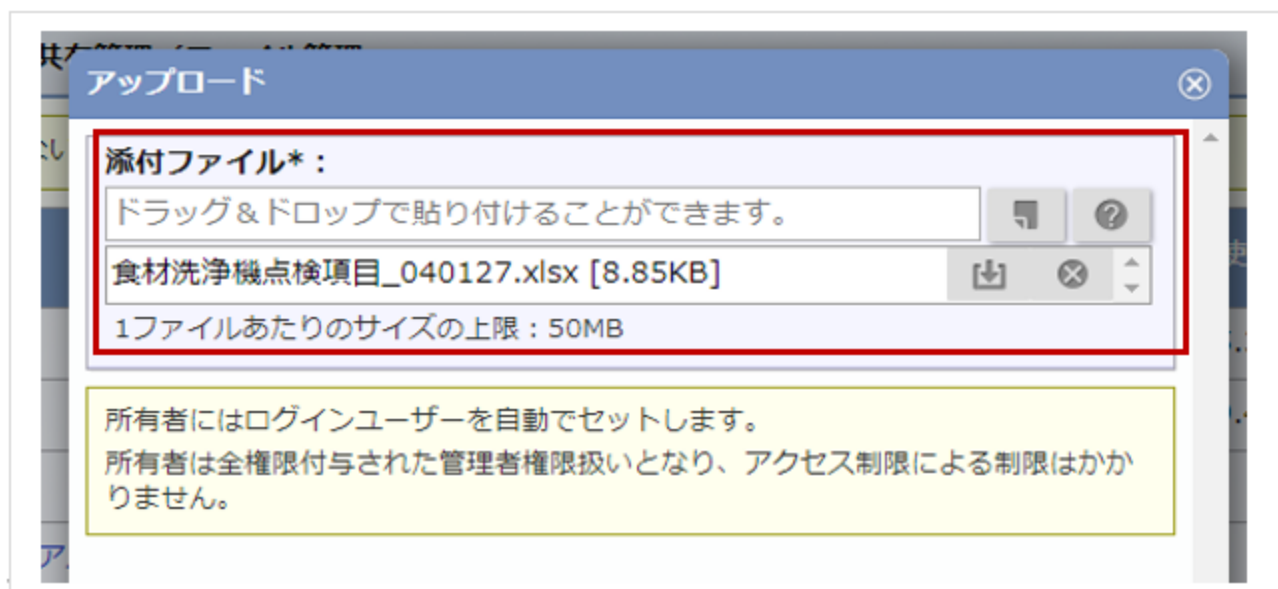 アップロード
添付ファイル*：
ドラッグ＆ドロップで貼り付けることができます。
食材洗浄機点検項目_040127.xlsx [8.85KB]
1ファイルあたりのサイズの上限：50MB
所有者にはログインユーザーを自動でセットします。
所有者は全権限付与された管理者権限扱いとなり、アクセス制限による制限はかか
りません。